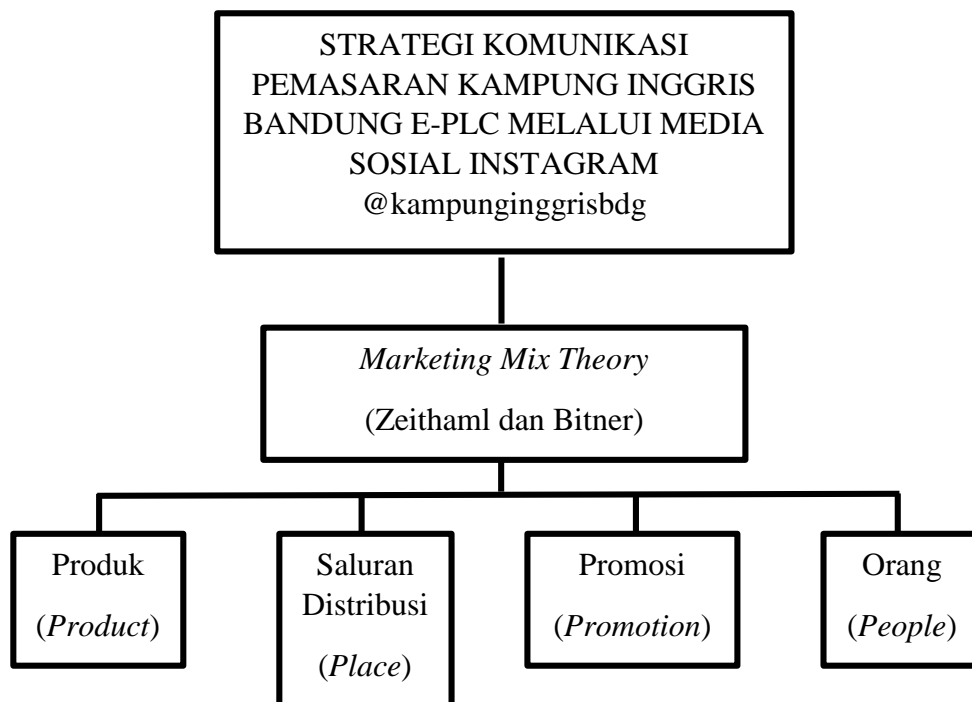 STRATEGI KOMUNIKASI
PEMASARAN KAMPUNG INGGRIS
BANDUNG E-PLC MELALUI MEDIA
SOSIAL INSTAGRAM
@kampunginggrisbdg
Marketing Mix Theory
(Zeithaml dan Bitner)
Produk
(Product)
Saluran
Distribusi
(Place)
Promosi
(Promotion)
Orang
(People)